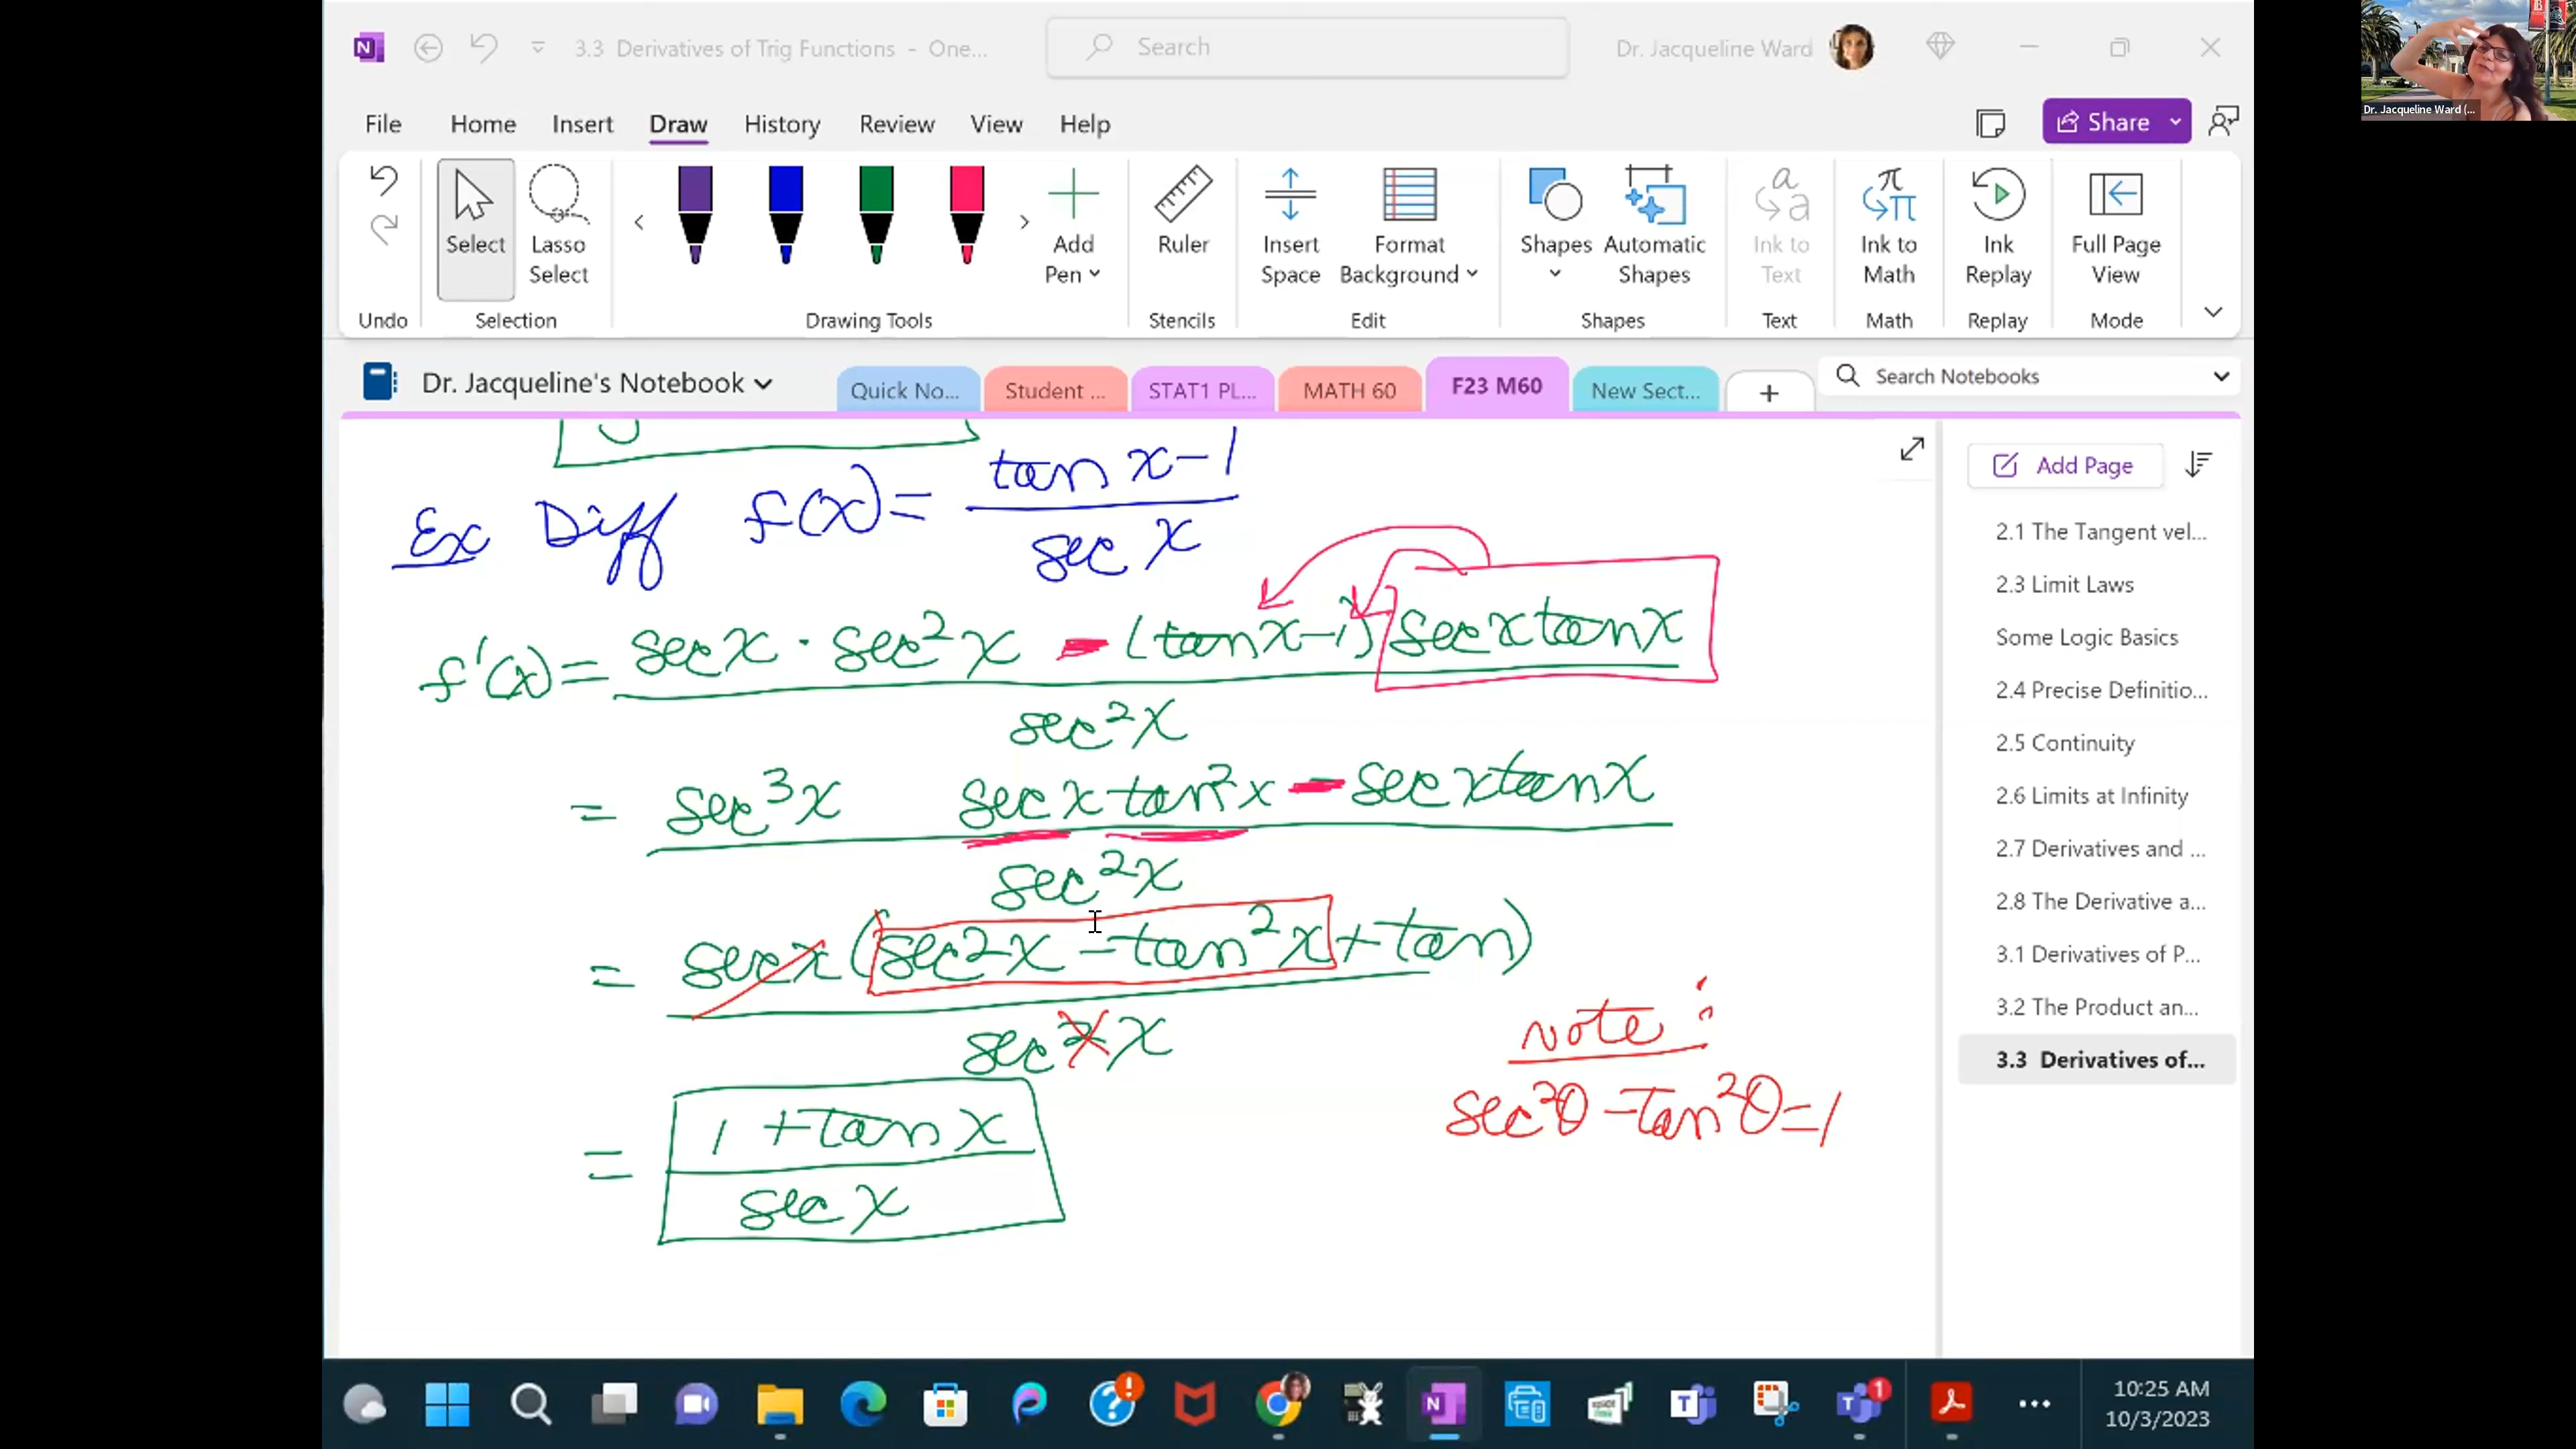 3.3 Derivatives of Trig Functions - One...
Search
Dr. Jacqueline Ward
Dr. Jacqueline Ward (...
File Home Insert Draw History Review View Help
Share
Select
Lasso Select
Add Pen
Ruler
Insert Space
Format Background
Shapes
Automatic Shapes
Ink to Text
Ink to Math
Ink Replay
Full Page View
Undo Selection Drawing Tools Stencils Edit Shapes Text Math Replay Mode
Dr. Jacqueline's Notebook
Quick No... Student ... STAT1 PL... MATH 60 F23 M60 New Sect... +
Search Notebooks
Ex Diff f(x) = (tan x - 1) / sec x
f'(x) = (sec x · sec²x - (tan x - 1) sec x tan x) / sec²x
= (sec³x sec x tan²x - sec x tan x) / sec²x
= sec x (sec²x - tan²x + tan) / sec²x
= (1 + tan x) / sec x
Note:
sec²θ - tan²θ = 1
Add Page
2.1 The Tangent vel...
2.3 Limit Laws
Some Logic Basics
2.4 Precise Definitio...
2.5 Continuity
2.6 Limits at Infinity
2.7 Derivatives and ...
2.8 The Derivative a...
3.1 Derivatives of P...
3.2 The Product an...
3.3 Derivatives of...
10:25 AM
10/3/2023